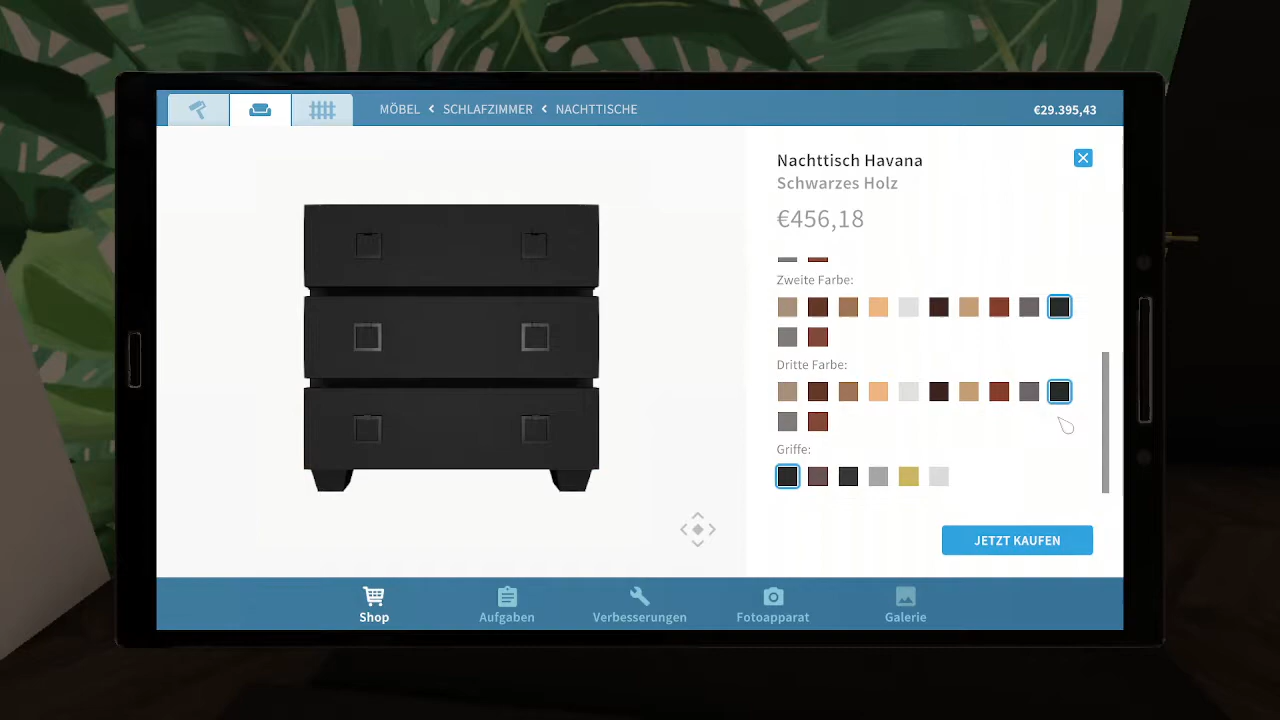 MÖBEL < SCHLAFZIMMER < NACHTTISCHE
€29.395,43
Nachttisch Havana
Schwarzes Holz
€456,18
Zweite Farbe:
Dritte Farbe:
Griffe:
JETZT KAUFEN
Shop
Aufgaben
Verbesserungen
Fotoapparat
Galerie